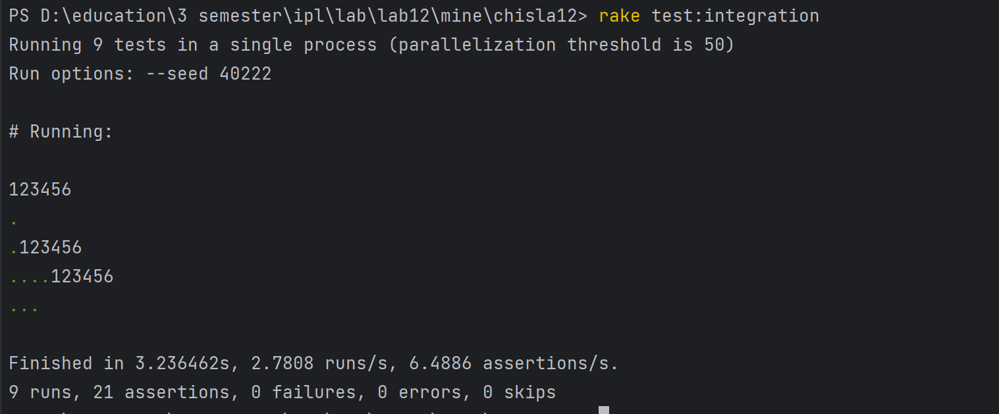 PS D:\education\3 semester\ipl\lab\lab12\mine\chisla12> rake test:integration
Running 9 tests in a single process (parallelization threshold is 50)
Run options: --seed 40222
# Running:
123456
.
.123456
....123456
...
Finished in 3.236462s, 2.7808 runs/s, 6.4886 assertions/s.
9 runs, 21 assertions, 0 failures, 0 errors, 0 skips